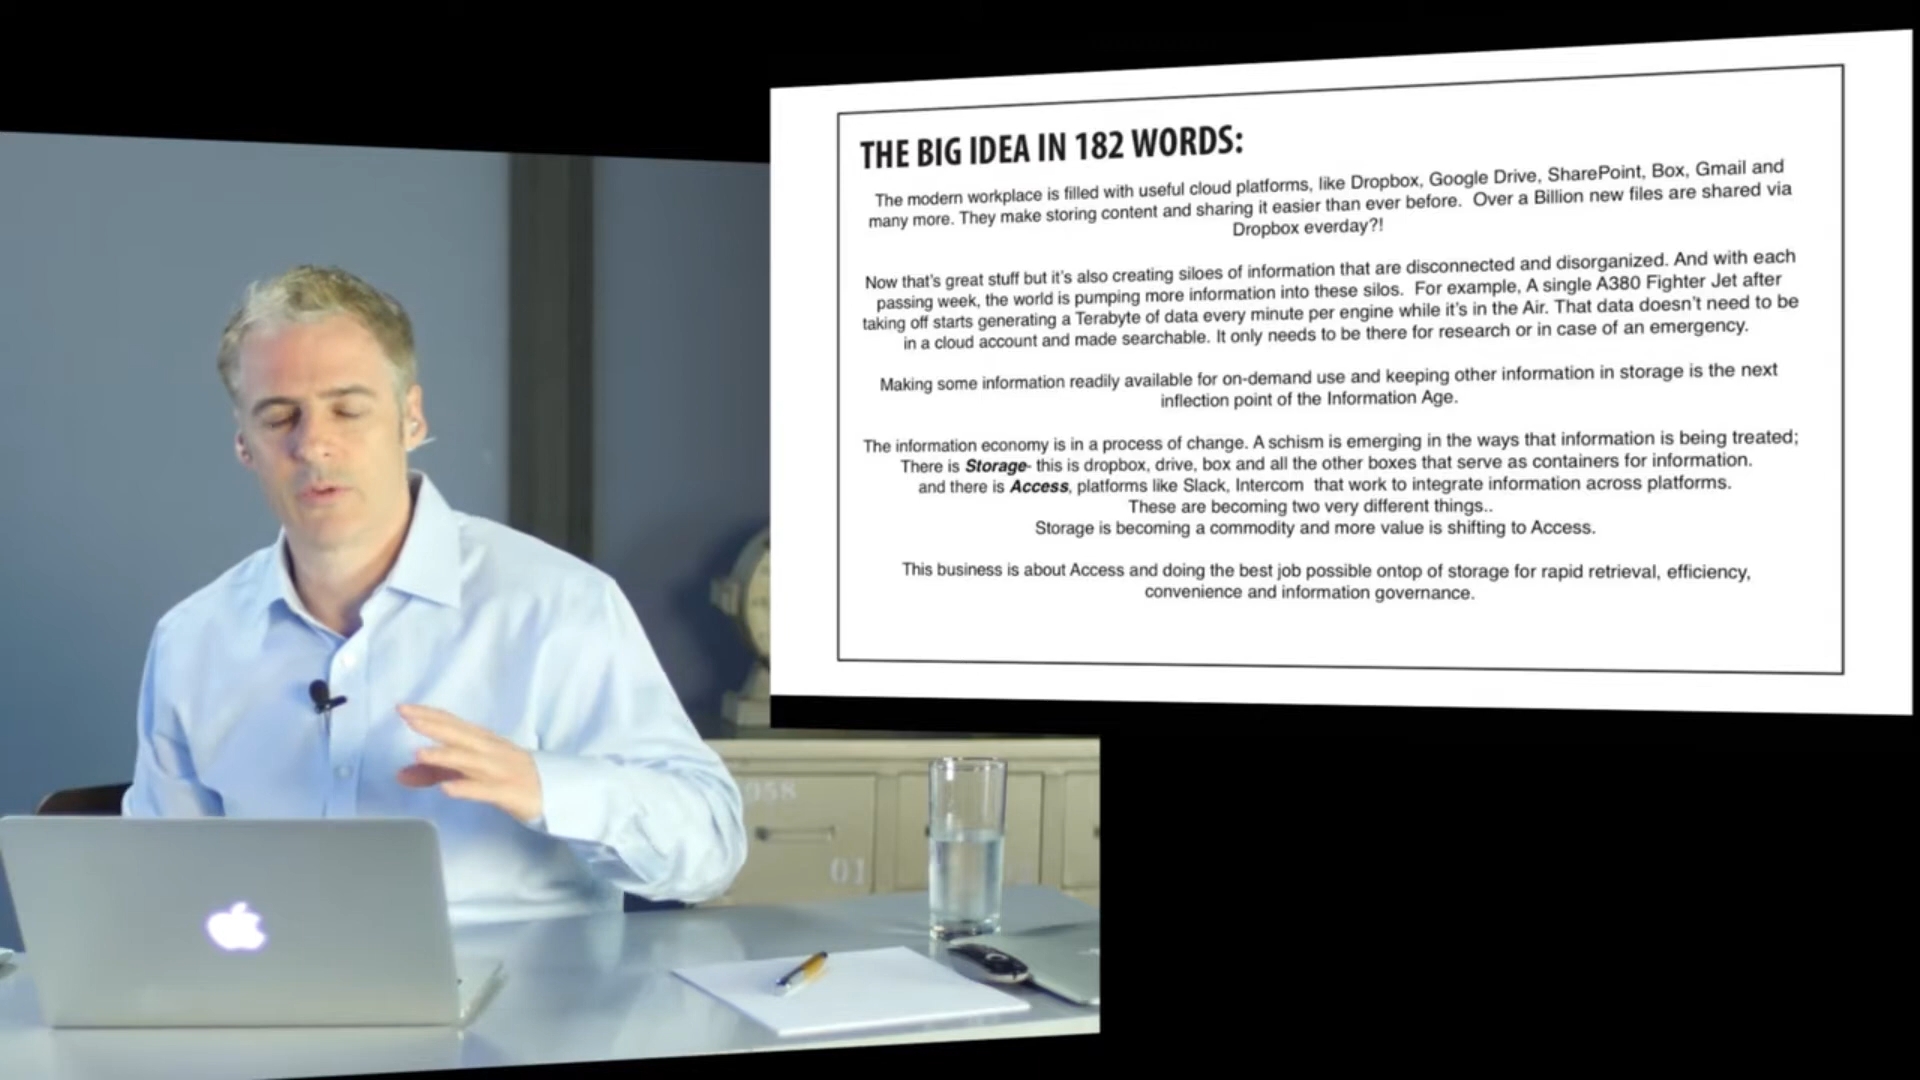 THE BIG IDEA IN 182 WORDS:
The modern workplace is filled with useful cloud platforms, like Dropbox, Google Drive, SharePoint, Box, Gmail and
many more. They make storing content and sharing it easier than ever before. Over a Billion new files are shared via
Dropbox everday?!
Now that's great stuff but it's also creating siloes of information that are disconnected and disorganized. And with each
passing week, the world is pumping more information into these silos. For example, A single A380 Fighter Jet after
taking off starts generating a Terabyte of data every minute per engine while it's in the Air. That data doesn't need to be
in a cloud account and made searchable. It only needs to be there for research or in case of an emergency.
Making some information readily available for on-demand use and keeping other information in storage is the next
inflection point of the Information Age.
The information economy is in a process of change. A schism is emerging in the ways that information is being treated;
There is Storage- this is dropbox, drive, box and all the other boxes that serve as containers for information.
and there is Access, platforms like Slack, Intercom that work to integrate information across platforms.
These are becoming two very different things..
Storage is becoming a commodity and more value is shifting to Access.
This business is about Access and doing the best job possible ontop of storage for rapid retrieval, efficiency,
convenience and information governance.
058
01